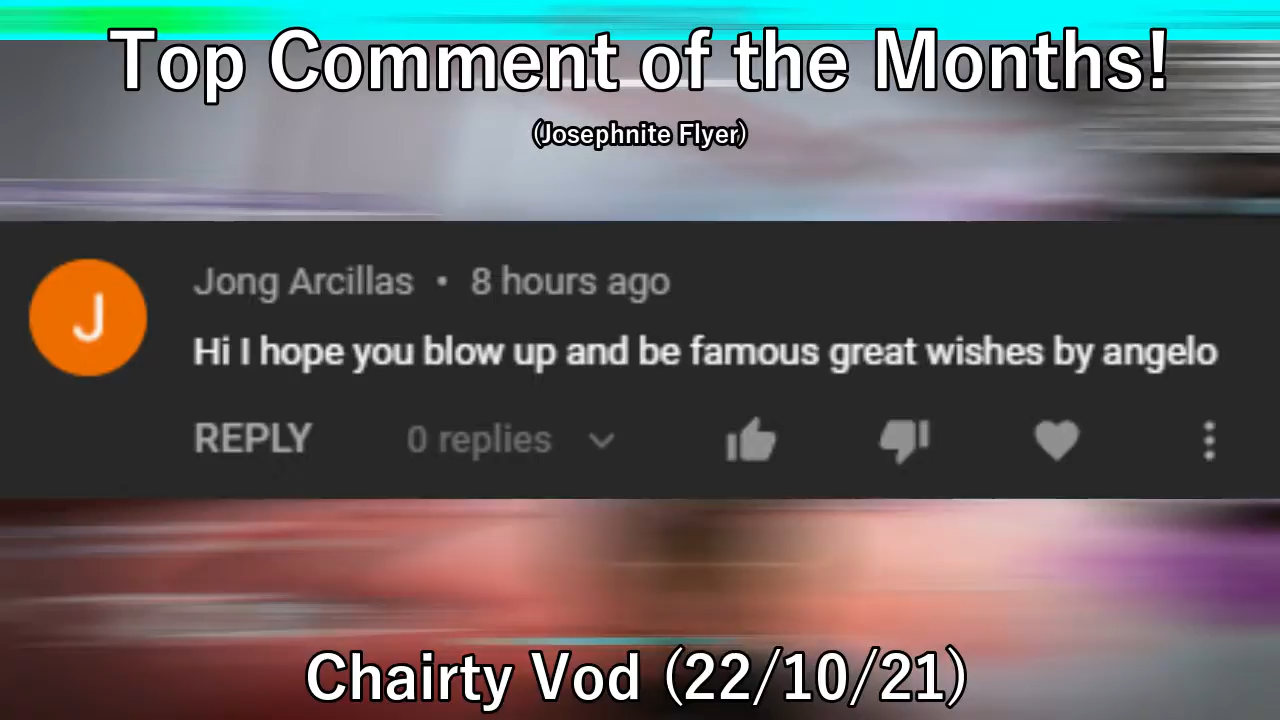 Top Comment of the Months!
(Josephnite Flyer)
J
Jong Arcillas • 8 hours ago
Hi I hope you blow up and be famous great wishes by angelo
REPLY 0 replies
Chairty Vod (22/10/21)